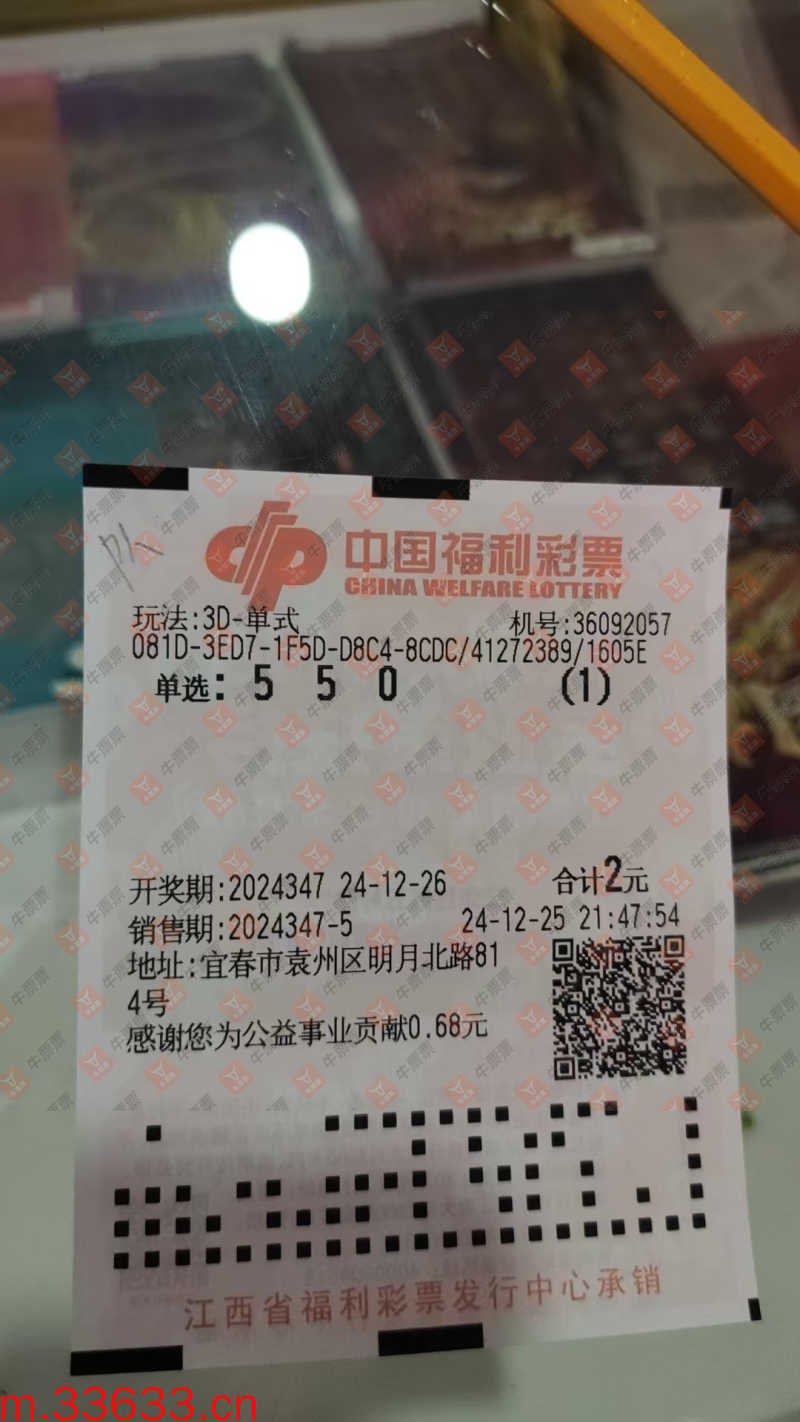 中国福利彩票
CHINA WELFARE LOTTERY
玩法:3D-单式 机号:36092057
081D-3ED7-1F5D-D8C4-8CDC/41272389/1605E
单选: 5 5 0 (1)
开奖期:2024347 24-12-26 合计2元
销售期:2024347-5 24-12-25 21:47:54
地址:宜春市袁州区明月北路81
4号
感谢您为公益事业贡献0.68元
江西省福利彩票发行中心承销
m.33633.cn
牛票票